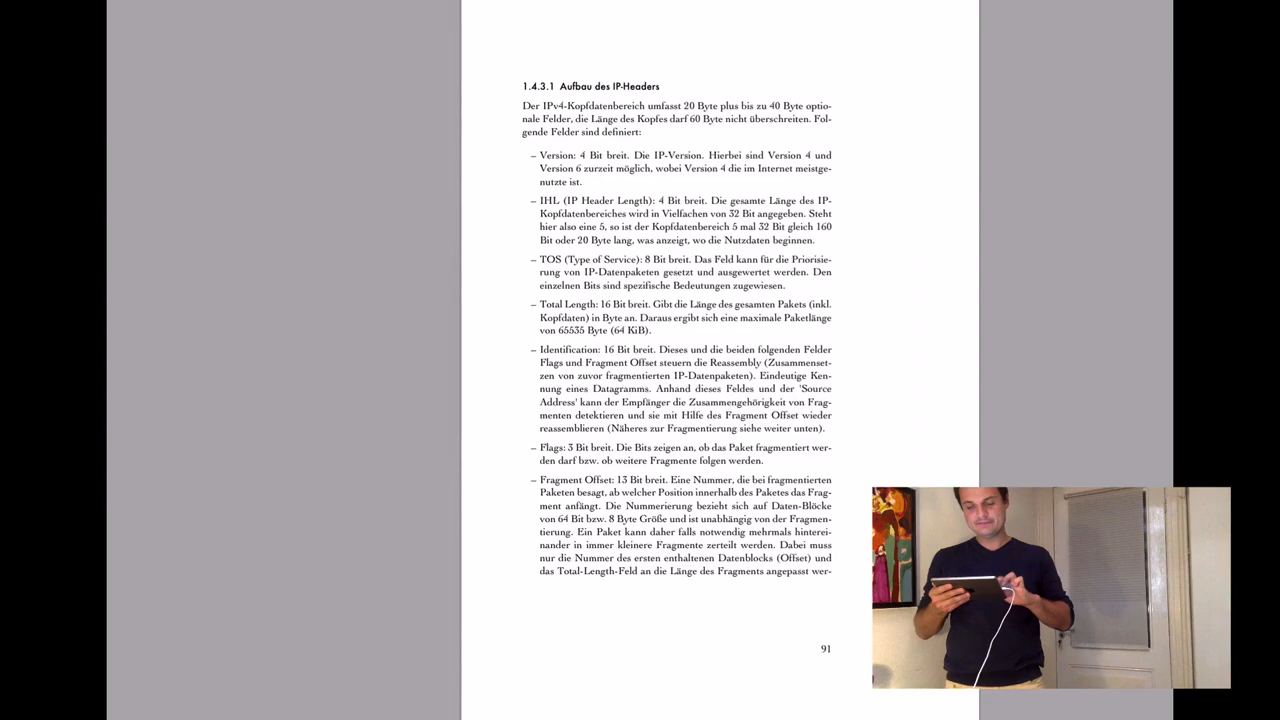 1.4.3.1 Aufbau des IP-Headers
Der IPv4-Kopfdatenbereich umfasst 20 Byte plus bis zu 40 Byte optio-
nale Felder, die Länge des Kopfes darf 60 Byte nicht überschreiten. Fol-
gende Felder sind definiert:
– Version: 4 Bit breit. Die IP-Version. Hierbei sind Version 4 und
Version 6 zurzeit möglich, wobei Version 4 die im Internet meistge-
nutzte ist.
– IHL (IP Header Length): 4 Bit breit. Die gesamte Länge des IP-
Kopfdatenbereiches wird in Vielfachen von 32 Bit angegeben. Steht
hier also eine 5, so ist der Kopfdatenbereich 5 mal 32 Bit gleich 160
Bit oder 20 Byte lang, was anzeigt, wo die Nutzdaten beginnen.
– TOS (Type of Service): 8 Bit breit. Das Feld kann für die Priorisie-
rung von IP-Datenpaketen gesetzt und ausgewertet werden. Den
einzelnen Bits sind spezifische Bedeutungen zugewiesen.
– Total Length: 16 Bit breit. Gibt die Länge des gesamten Pakets (inkl.
Kopfdaten) in Byte an. Daraus ergibt sich eine maximale Paketlänge
von 65535 Byte (64 KiB).
– Identification: 16 Bit breit. Dieses und die beiden folgenden Felder
Flags und Fragment Offset steuern die Reassembly (Zusammenset-
zen von zuvor fragmentierten IP-Datenpaketen). Eindeutige Ken-
nung eines Datagramms. Anhand dieses Feldes und der 'Source
Address' kann der Empfänger die Zusammengehörigkeit von Frag-
menten detektieren und sie mit Hilfe des Fragment Offset wieder
reassemblieren (Näheres zur Fragmentierung siehe weiter unten).
– Flags: 3 Bit breit. Die Bits zeigen an, ob das Paket fragmentiert wer-
den darf bzw. ob weitere Fragmente folgen werden.
– Fragment Offset: 13 Bit breit. Eine Nummer, die bei fragmentierten
Paketen besagt, ab welcher Position innerhalb des Paketes das Frag-
ment anfängt. Die Nummerierung bezieht sich auf Daten-Blöcke
von 64 Bit bzw. 8 Byte Größe und ist unabhängig von der Fragmen-
tierung. Ein Paket kann daher falls notwendig mehrmals hinterei-
nander in immer kleinere Fragmente zerteilt werden. Dabei muss
nur die Nummer des ersten enthaltenen Datenblocks (Offset) und
das Total-Length-Feld an die Länge des Fragments angepasst wer-
91